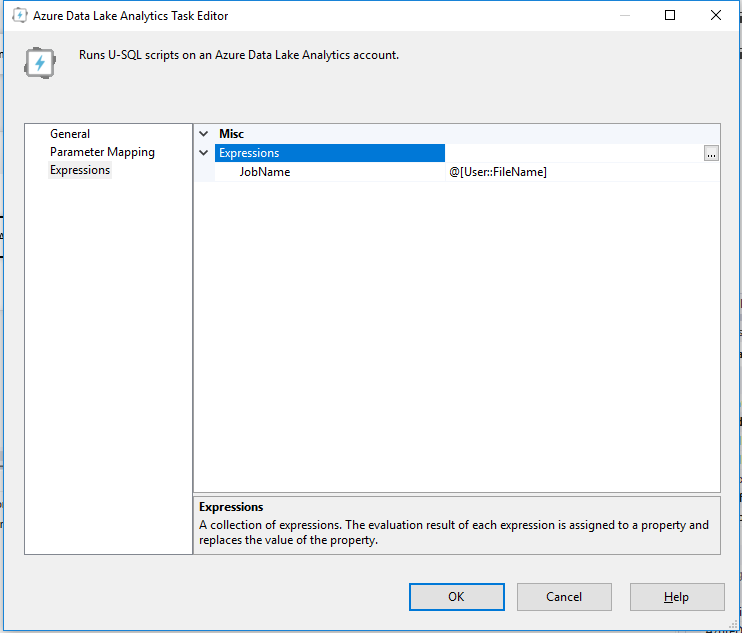 Azure Data Lake Analytics Task Editor
Runs U-SQL scripts on an Azure Data Lake Analytics account.
General
Parameter Mapping
Expressions
Misc
Expressions
...
JobName @[User::FileName]
Expressions
A collection of expressions. The evaluation result of each expression is assigned to a property and
replaces the value of the property.
OK
Cancel
Help